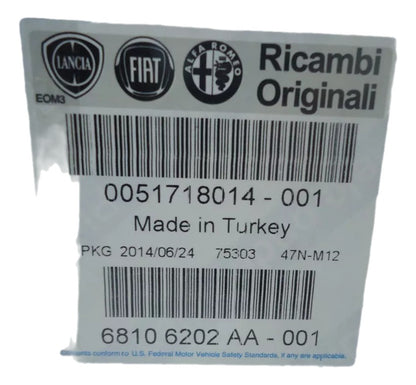 LANCIA FIAT ALFA ROMEO Ricambi
EOM3 Originali
0051718014 - 001
Made in Turkey
PKG 2014/06/24 75303 47N-M12
6810 6202 AA - 001
conform to U.S. Federal Motor Vehicle Safety Standards, if any are applicable.